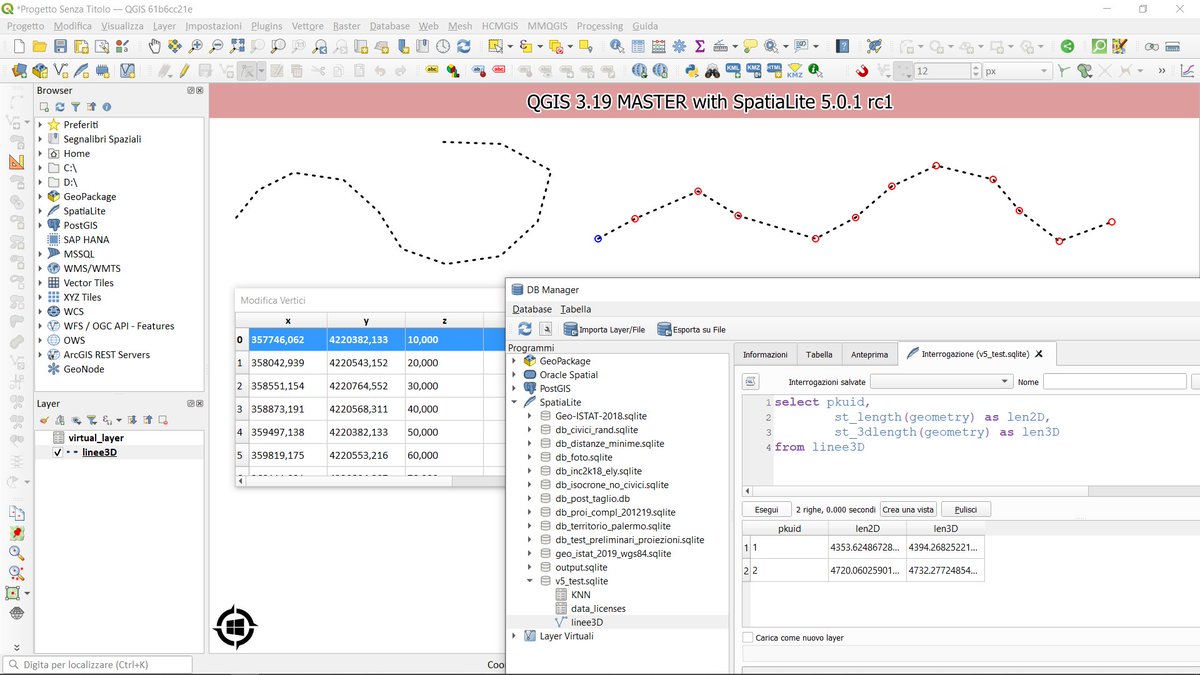 *Progetto Senza Titolo — QGIS 61b6cc21e
Progetto Modifica Visualizza Layer Impostazioni Plugins Vettore Raster Database Web Mesh HCMGIS MMQGIS Processing Guida
12 px
Browser
QGIS 3.19 MASTER with SpatiaLite 5.0.1 rc1
Preferiti
Segnalibri Spaziali
Home
C:\
D:\
GeoPackage
SpatiaLite
PostGIS
SAP HANA
MSSQL
WMS/WMTS
Vector Tiles
XYZ Tiles
WCS
WFS / OGC API - Features
OWS
ArcGIS REST Servers
GeoNode
Layer
virtual_layer
linee3D
Digita per localizzare (Ctrl+K)
Modifica Vertici
x y z
0 357746,062 4220382,133 10,000
1 358042,939 4220543,152 20,000
2 358551,154 4220764,552 30,000
3 358873,191 4220568,311 40,000
4 359497,138 4220382,133 50,000
5 359819,175 4220553,216 60,000
Coo
DB Manager
Database Tabella
Importa Layer/File Esporta su File
Programmi
GeoPackage
Oracle Spatial
PostGIS
SpatiaLite
Geo-ISTAT-2018.sqlite
db_civici_rand.sqlite
db_distanze_minime.sqlite
db_foto.sqlite
db_inc2k18_ely.sqlite
db_isocrone_no_civici.sqlite
db_post_taglio.db
db_proi_compl_201219.sqlite
db_territorio_palermo.sqlite
db_test_preliminari_proiezioni.sqlite
geo_istat_2019_wgs84.sqlite
output.sqlite
v5_test.sqlite
KNN
data_licenses
linee3D
Layer Virtuali
Informazioni Tabella Anteprima Interrogazione (v5_test.sqlite) X
Interrogazioni salvate Nome
1 select pkuid,
2 st_length(geometry) as len2D,
3 st_3dlength(geometry) as len3D
4 from linee3D
Esegui 2 righe, 0.000 secondi Crea una vista Pulisci
pkuid len2D len3D
1 1 4353.62486728... 4394.26825221...
2 2 4720.06025901... 4732.27724854...
Carica come nuovo layer